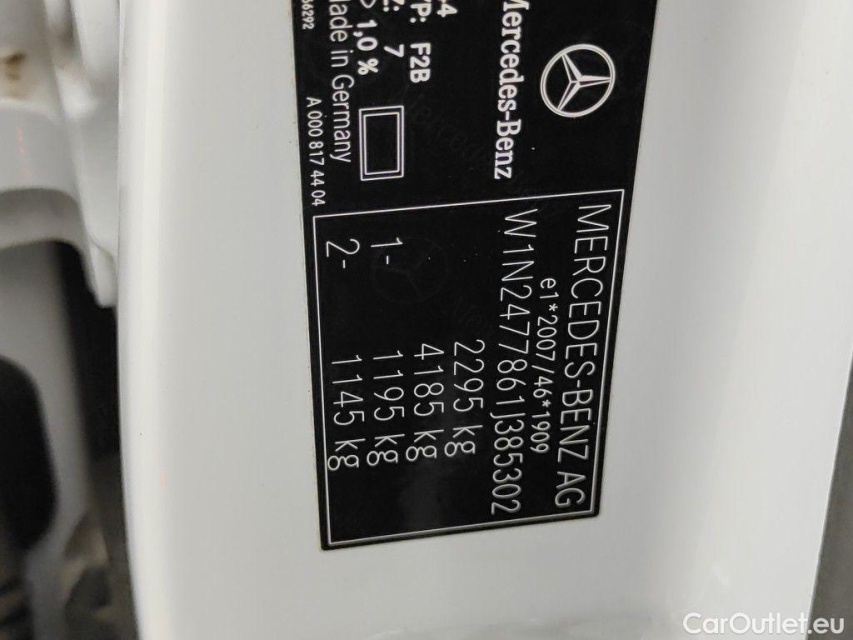 MERCEDES-BENZ AG
e1*2007/46*1909
W1N2477861J385302
2295 kg
4185 kg
1- 1195 kg
2- 1145 kg
Mercedes-Benz
F2B
7
1,0 %
Made in Germany
A 000 817 44 04
CarOutlet.eu